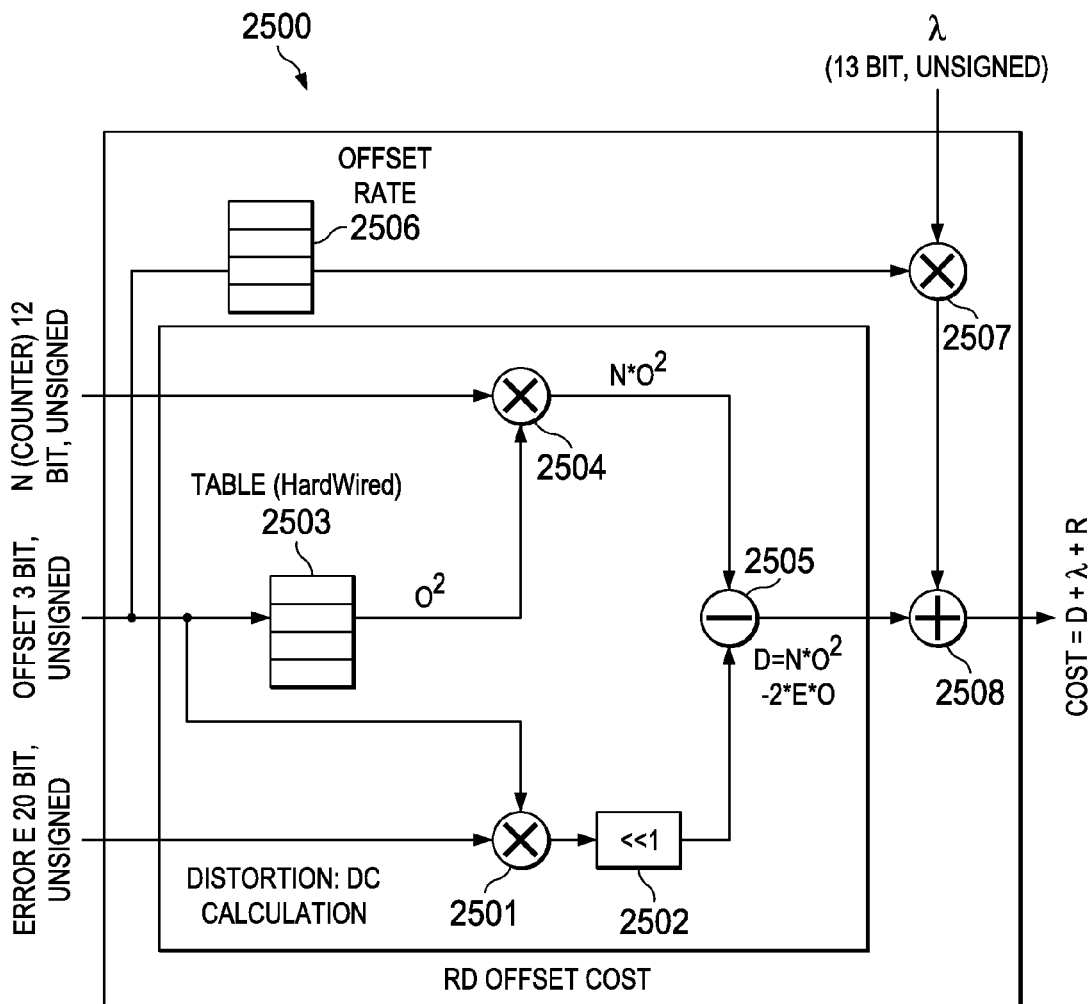 2500
λ
(13 BIT, UNSIGNED)
OFFSET
RATE
2506
2507
N (COUNTER) 12
BIT, UNSIGNED
N*O²
2504
TABLE (HardWired)
2503
O²
OFFSET 3 BIT,
UNSIGNED
2505
D=N*O²
-2*E*O
2508
COST = D + λ + R
ERROR E 20 BIT,
UNSIGNED
2501
<<1
2502
DISTORTION: DC
CALCULATION
RD OFFSET COST